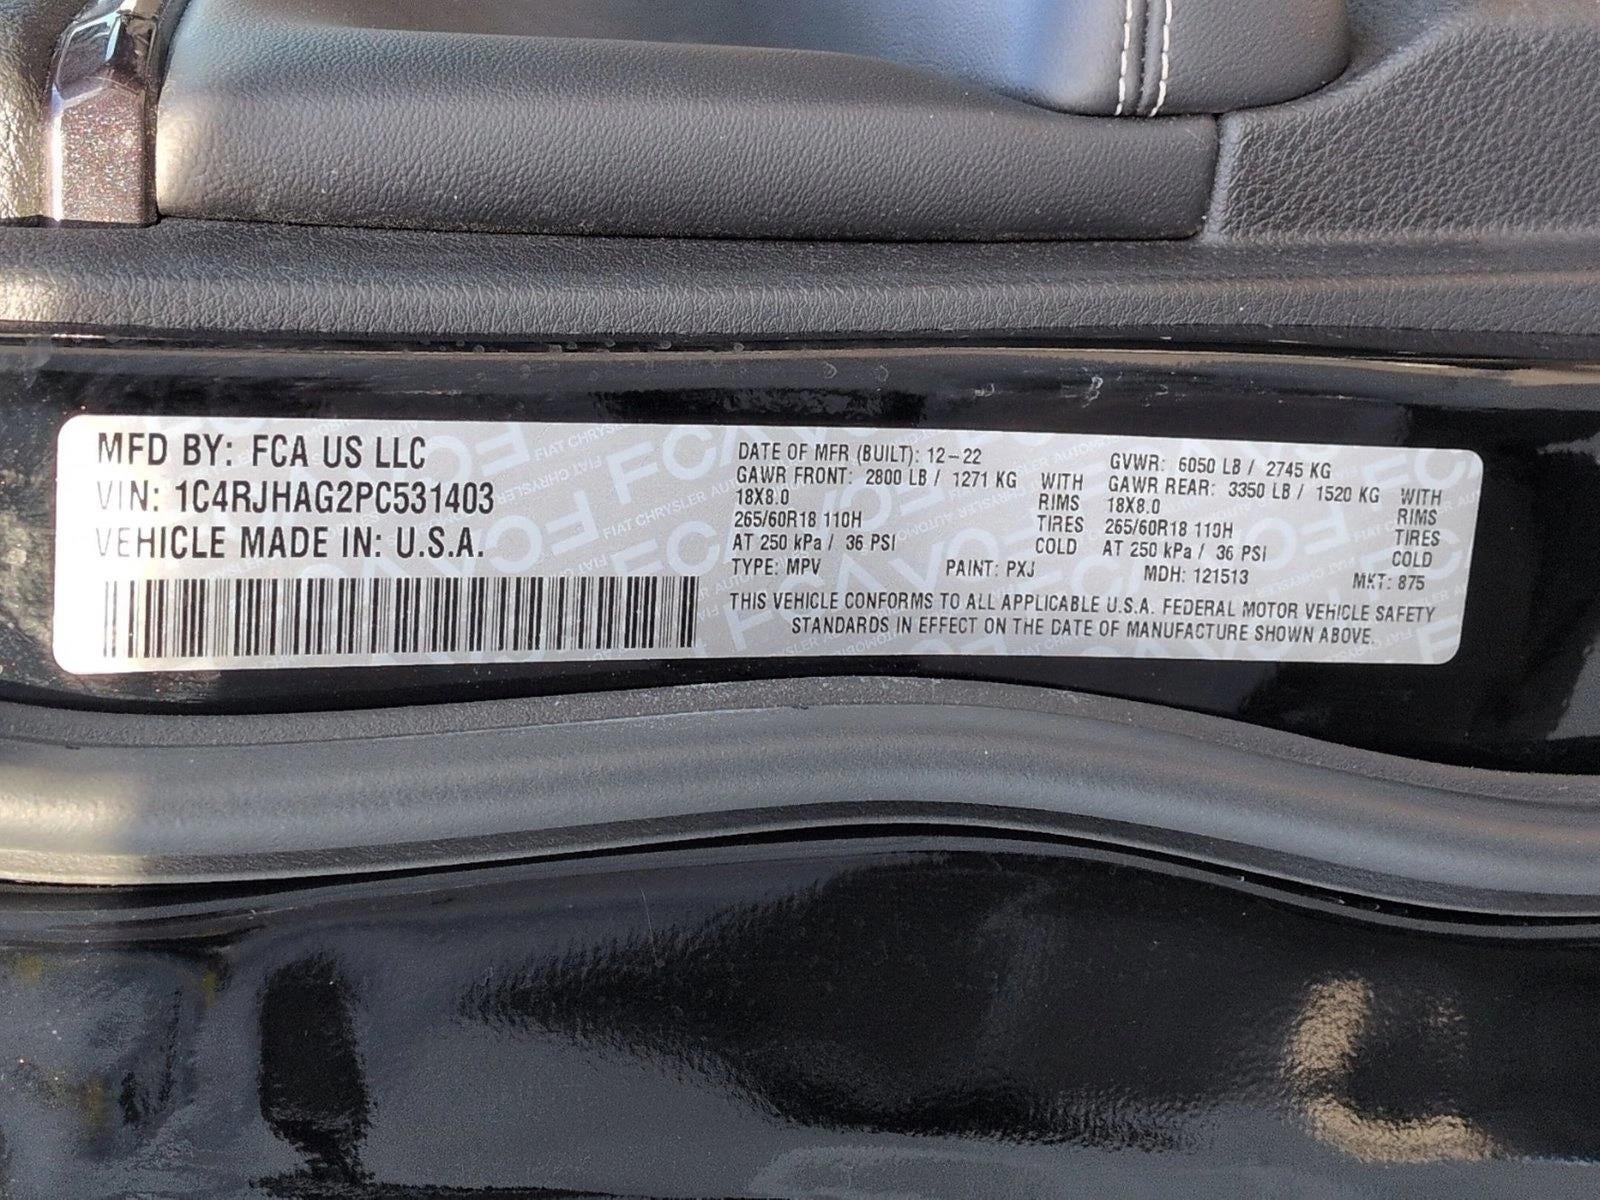 MFD BY: FCA US LLC
VIN: 1C4RJHAG2PC531403
VEHICLE MADE IN: U.S.A.
DATE OF MFR (BUILT): 12-22
GAWR FRONT: 2800 LB / 1271 KG WITH
18X8.0 RIMS
265/60R18 110H TIRES
AT 250 kPa / 36 PSI COLD
GVWR: 6050 LB / 2745 KG
GAWR REAR: 3350 LB / 1520 KG WITH
18X8.0 RIMS
265/60R18 110H TIRES
AT 250 kPa / 36 PSI COLD
TYPE: MPV PAINT: PXJ MDH: 121513 MKT: 875
THIS VEHICLE CONFORMS TO ALL APPLICABLE U.S.A. FEDERAL MOTOR VEHICLE SAFETY
STANDARDS IN EFFECT ON THE DATE OF MANUFACTURE SHOWN ABOVE.